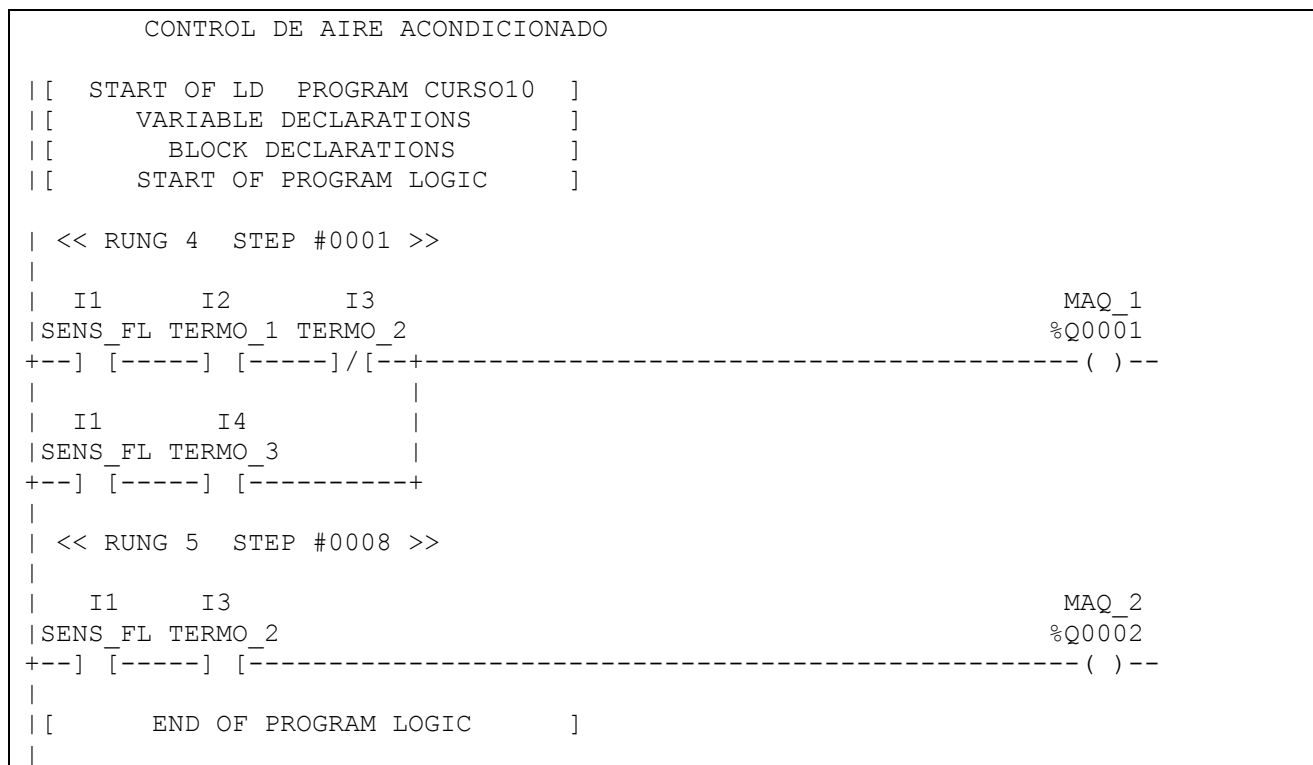 CONTROL DE AIRE ACONDICIONADO
|[  START OF LD  PROGRAM CURSO10  ]
|[     VARIABLE DECLARATIONS      ]
|[       BLOCK DECLARATIONS       ]
|[     START OF PROGRAM LOGIC     ]
| << RUNG 4  STEP #0001 >>
|
|  I1      I2      I3                                           MAQ_1
|SENS_FL TERMO_1 TERMO_2                                        %Q0001
+--] [-----] [-----]/[--+-----------------------------------------( )--
|                       |
|  I1       I4          |
|SENS_FL TERMO_3        |
+--] [-----] [----------+
|
| << RUNG 5  STEP #0008 >>
|
|   I1     I3                                                   MAQ_2
|SENS_FL TERMO_2                                                %Q0002
+--] [-----] [----------------------------------------------------( )--
|
|[      END OF PROGRAM LOGIC      ]
|